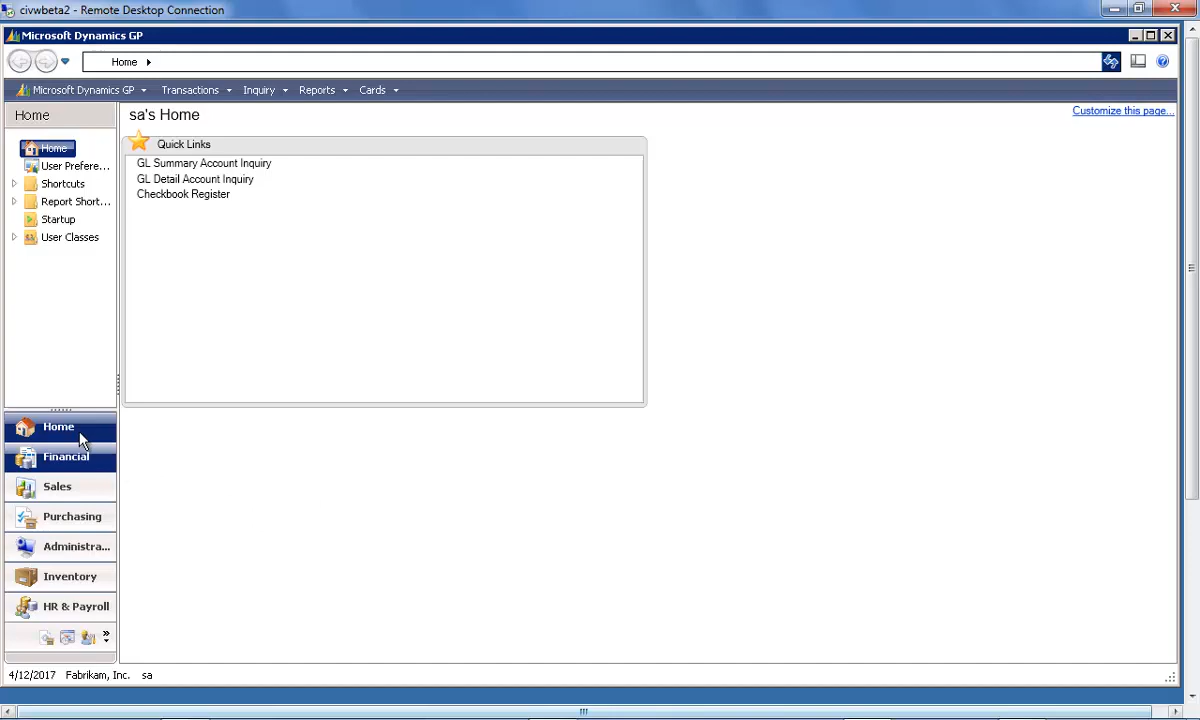 civwbeta2 - Remote Desktop Connection
Microsoft Dynamics GP
Home
Microsoft Dynamics GP Transactions Inquiry Reports Cards
Home
sa's Home
Customize this page...
Quick Links
GL Summary Account Inquiry
GL Detail Account Inquiry
Checkbook Register
Home
User Prefere...
Shortcuts
Report Short...
Startup
User Classes
Home
Financial
Sales
Purchasing
Administra...
Inventory
HR & Payroll
4/12/2017 Fabrikam, Inc. sa